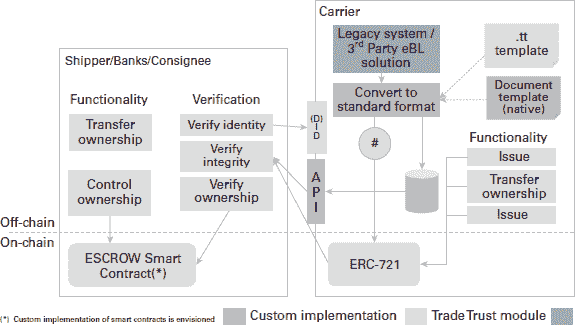 Carrier
Legacy system /
3rd Party eBL
solution
.tt
template
Shipper/Banks/Consignee
Functionality
Verification
Convert to
standard format
Document
template
(native)
Transfer
ownership
Verify identity
(D)
I
D
#
Functionality
Verify
integrity
Issue
Control
ownership
Verify
ownership
A
P
I
Transfer
ownership
Issue
Off-chain
On-chain
ESCROW Smart
Contract(*)
ERC-721
(*) Custom implementation of smart contracts is envisioned
Custom implementation
Trade Trust module